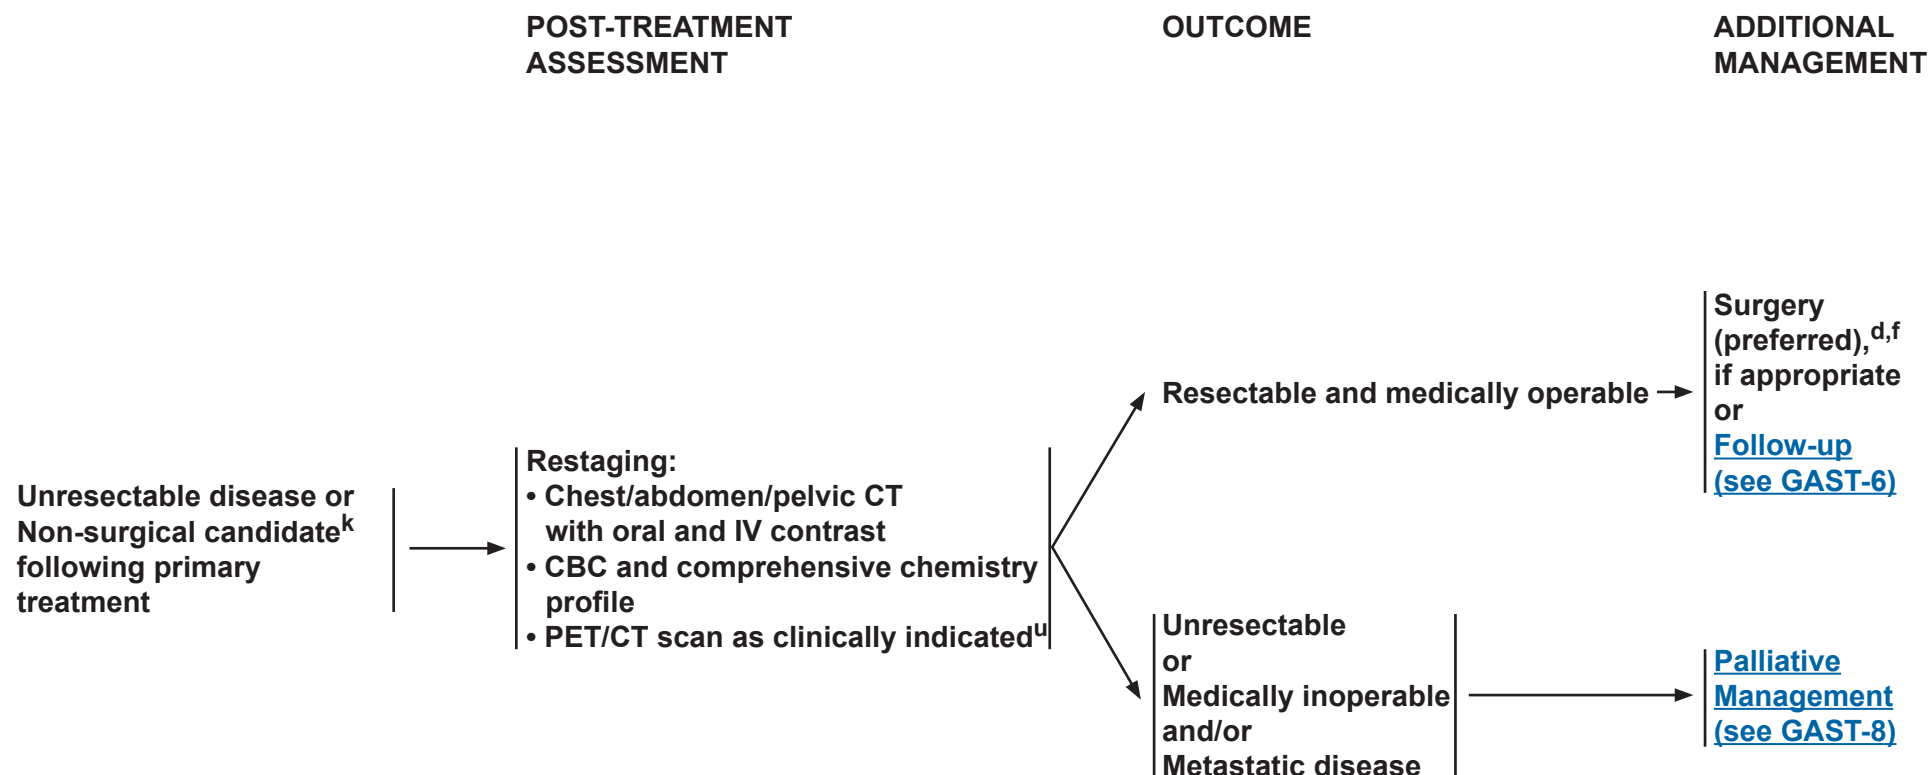 POST-TREATMENT
ASSESSMENT
OUTCOME
ADDITIONAL
MANAGEMENT
Unresectable disease or
Non-surgical candidatek
following primary
treatment
Restaging:
• Chest/abdomen/pelvic CT
with oral and IV contrast
• CBC and comprehensive chemistry
profile
• PET/CT scan as clinically indicatedu
Resectable and medically operable
Surgery
(preferred),d,f
if appropriate
or
Follow-up
(see GAST-6)
Unresectable
or
Medically inoperable
and/or
Metastatic disease
Palliative
Management
(see GAST-8)